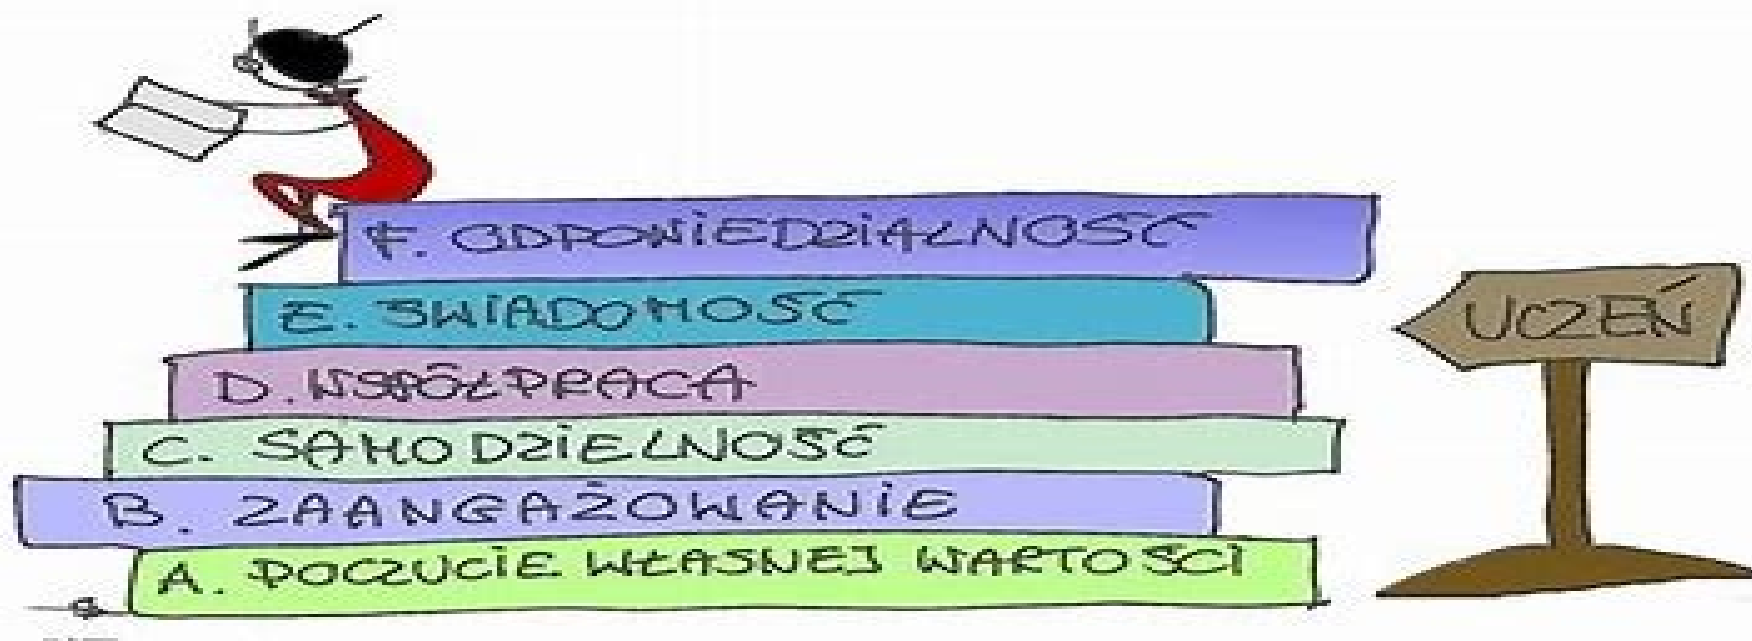 F. ODPOWIEDZIALNOŚĆ
E. ŚWIADOMOŚĆ
D. WSPÓŁPRACA
C. SAMODZIELNOŚĆ
B. ZAANGAŻOWANIE
A. POCZUCIE WŁASNEJ WARTOŚCI
UCZEŃ